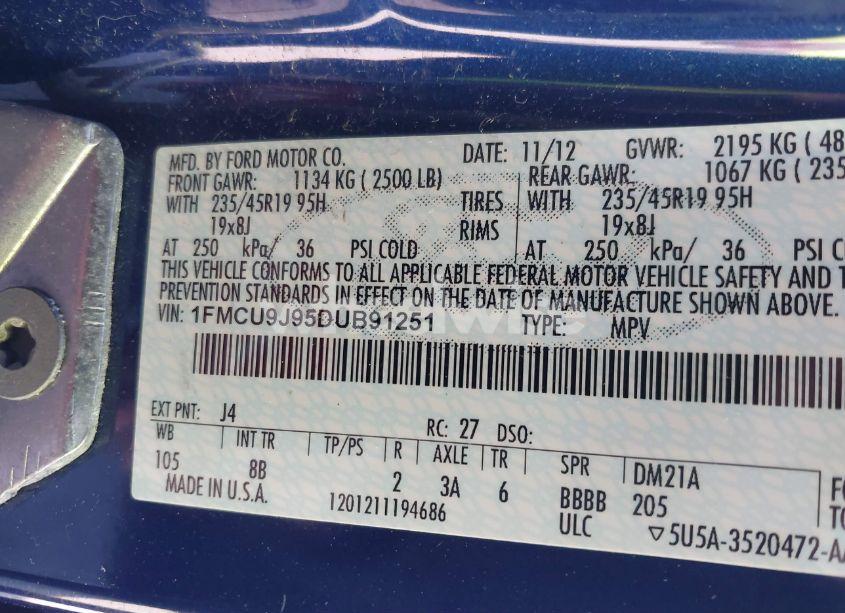 MFD. BY FORD MOTOR CO. DATE: 11/12 GVWR: 2195 KG ( 48
FRONT GAWR: 1134 KG ( 2500 LB) REAR GAWR: 1067 KG ( 235
WITH 235/45R19 95H TIRES WITH 235/45R19 95H
19x8J RIMS 19x8J
AT 250 kPa/ 36 PSI COLD AT 250 kPa/ 36 PSI C
THIS VEHICLE CONFORMS TO ALL APPLICABLE FEDERAL MOTOR VEHICLE SAFETY AND T
PREVENTION STANDARDS IN EFFECT ON THE DATE OF MANUFACTURE SHOWN ABOVE.
VIN: 1FMCU9J95DUB91251 TYPE: MPV
EXT PNT: J4 RC: 27 DSO:
WB INT TR TP/PS R AXLE TR SPR DM21A
105 8B 2 3A 6 BBBB 205
MADE IN U.S.A. 1201211194686 ULC ▽5U5A-3520472-A